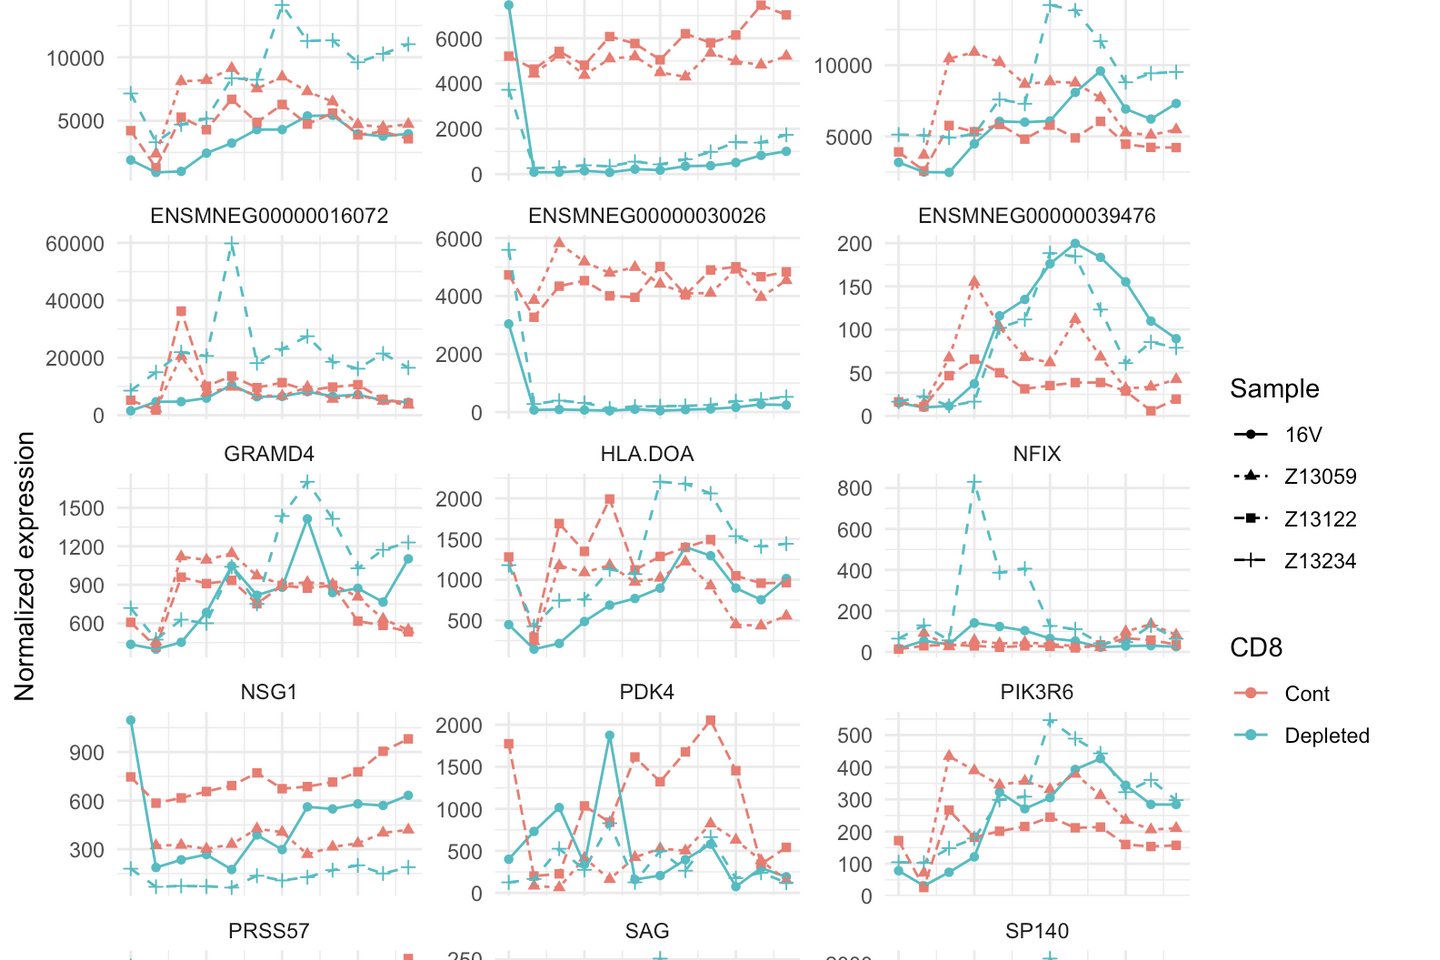 10000
5000
6000
4000
2000
0
10000
5000
ENSMNEG00000016072
ENSMNEG00000030026
ENSMNEG00000039476
60000
40000
20000
0
6000
4000
2000
0
200
150
100
50
0
GRAMD4
HLA.DOA
NFIX
1500
1200
900
600
2000
1500
1000
500
800
600
400
200
0
NSG1
PDK4
PIK3R6
900
600
300
2000
1500
1000
500
0
500
400
300
200
100
0
PRSS57
SAG
SP140
250
Normalized expression
Sample
16V
Z13059
Z13122
Z13234
CD8
Cont
Depleted